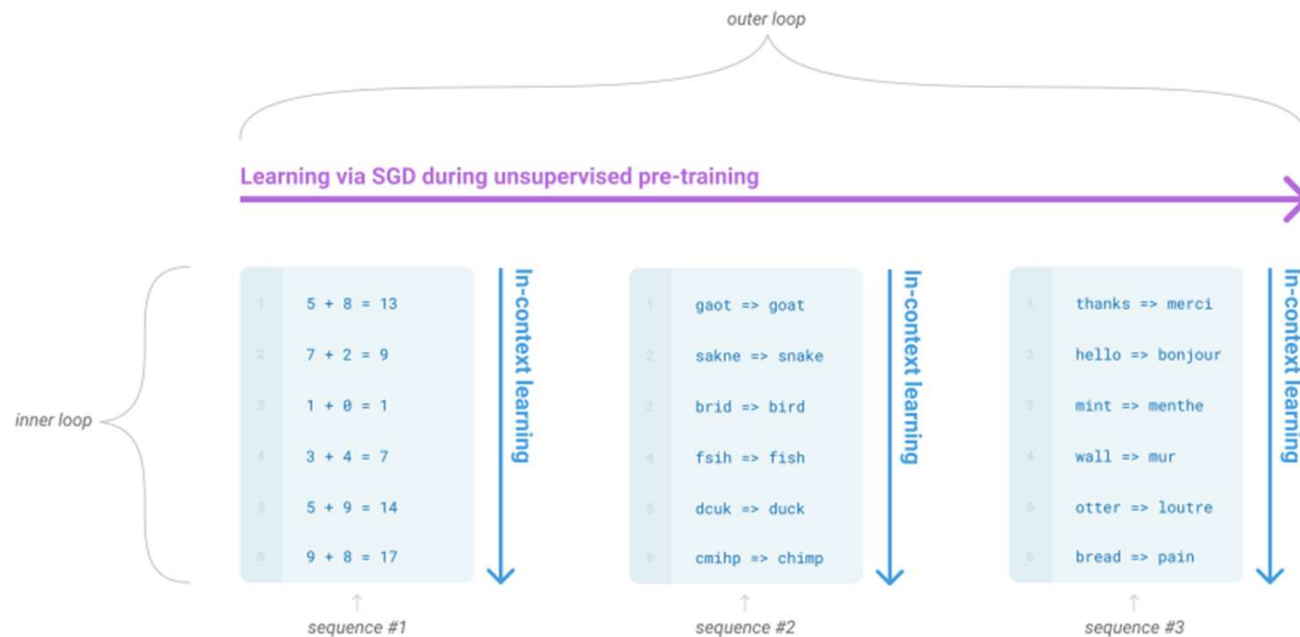 outer loop
Learning via SGD during unsupervised pre-training
inner loop
1 5 + 8 = 13
2 7 + 2 = 9
3 1 + 0 = 1
4 3 + 4 = 7
5 5 + 9 = 14
6 9 + 8 = 17
In-context learning
sequence #1
1 gaot => goat
2 sakne => snake
3 brid => bird
4 fsih => fish
5 dcuk => duck
6 cmihp => chimp
In-context learning
sequence #2
1 thanks => merci
2 hello => bonjour
3 mint => menthe
4 wall => mur
5 otter => loutre
6 bread => pain
In-context learning
sequence #3